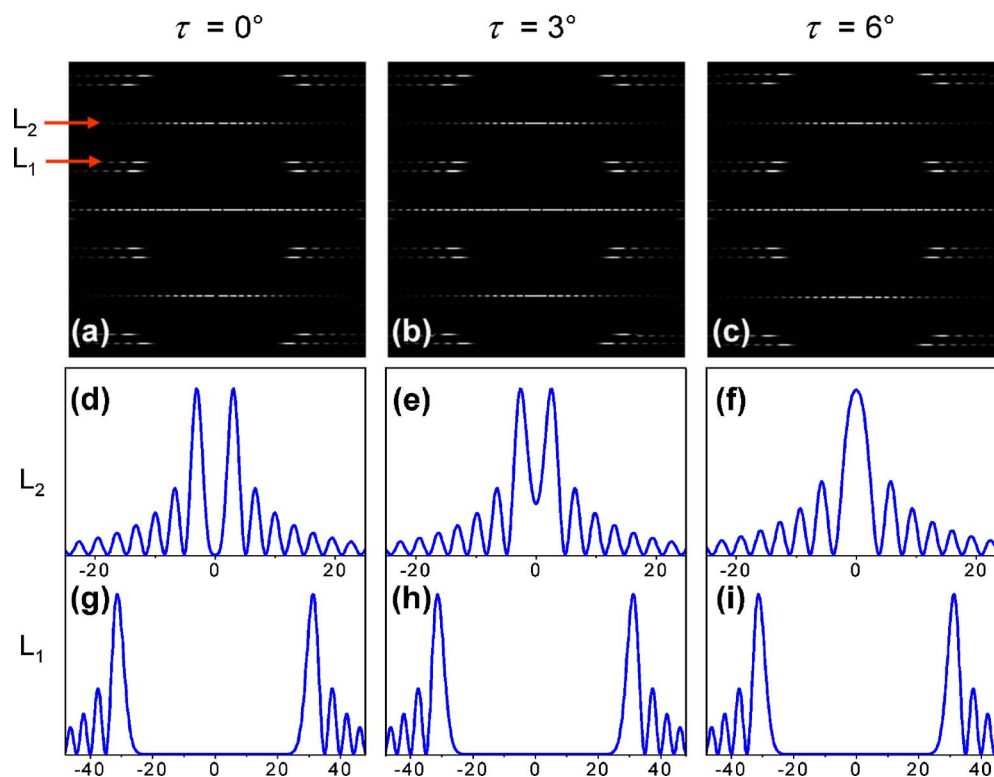 τ = 0° τ = 3° τ = 6°
L₂
L₁
(a) (b) (c)
(d) (e) (f)
L₂
-20 0 20 -20 0 20 -20 0 20
(g) (h) (i)
L₁
-40 -20 0 20 40 -40 -20 0 20 40 -40 -20 0 20 40